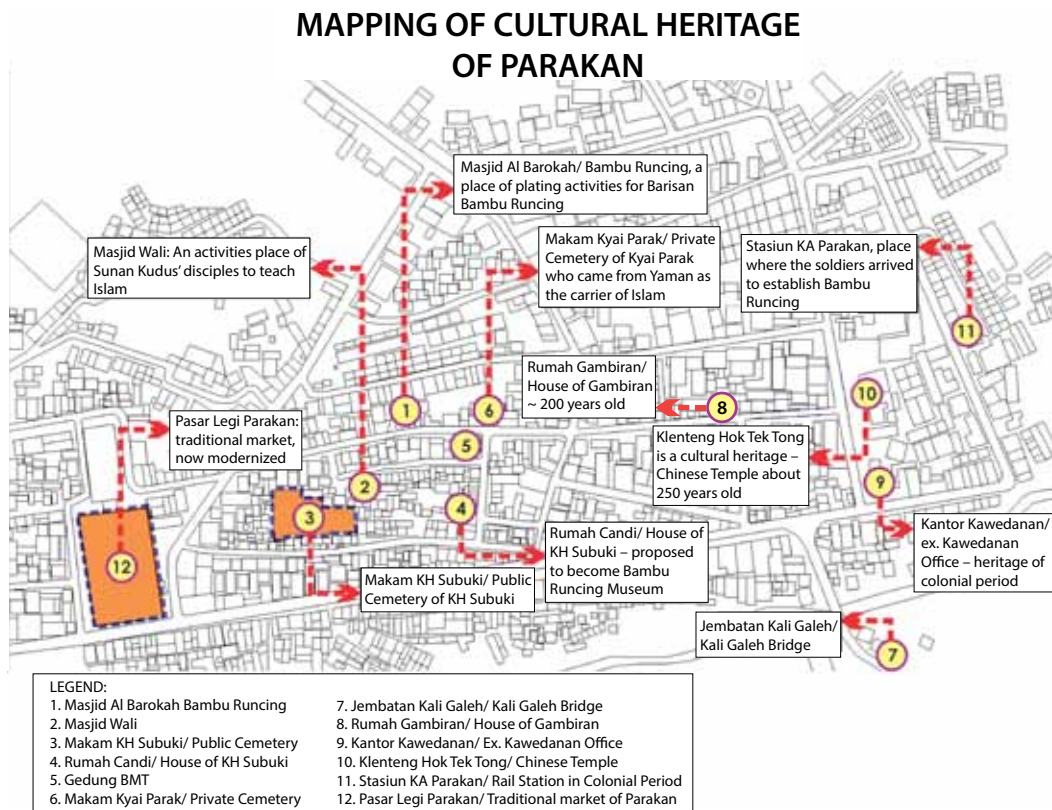 MAPPING OF CULTURAL HERITAGE
OF PARAKAN
Masjid Al Barokah/ Bambu Runcing, a
place of plating activities for Barisan
Bambu Runcing
Masjid Wali: An activities place of
Sunan Kudus' disciples to teach
Islam
Makam Kyai Parak/ Private
Cemetery of Kyai Parak
who came from Yaman as
the carrier of Islam
Stasiun KA Parakan, place
where the soldiers arrived
to establish Bambu
Runcing
11
Rumah Gambiran/
House of Gambiran
~ 200 years old
8
10
1
6
5
Pasar Legi Parakan:
traditional market,
now modernized
Klenteng Hok Tek Tong
is a cultural heritage –
Chinese Temple about
250 years old
2
9
3
4
12
Kantor Kawedanan/
ex. Kawedanan
Office – heritage of
colonial period
Rumah Candi/ House of
KH Subuki – proposed
to become Bambu
Runcing Museum
Makam KH Subuki/ Public
Cemetery of KH Subuki
Jembatan Kali Galeh/
Kali Galeh Bridge
7
LEGEND:
1. Masjid Al Barokah Bambu Runcing
2. Masjid Wali
3. Makam KH Subuki/ Public Cemetery
4. Rumah Candi/ House of KH Subuki
5. Gedung BMT
6. Makam Kyai Parak/ Private Cemetery
7. Jembatan Kali Galeh/ Kali Galeh Bridge
8. Rumah Gambiran/ House of Gambiran
9. Kantor Kawedanan/ Ex. Kawedanan Office
10. Klenteng Hok Tek Tong/ Chinese Temple
11. Stasiun KA Parakan/ Rail Station in Colonial Period
12. Pasar Legi Parakan/ Traditional market of Parakan